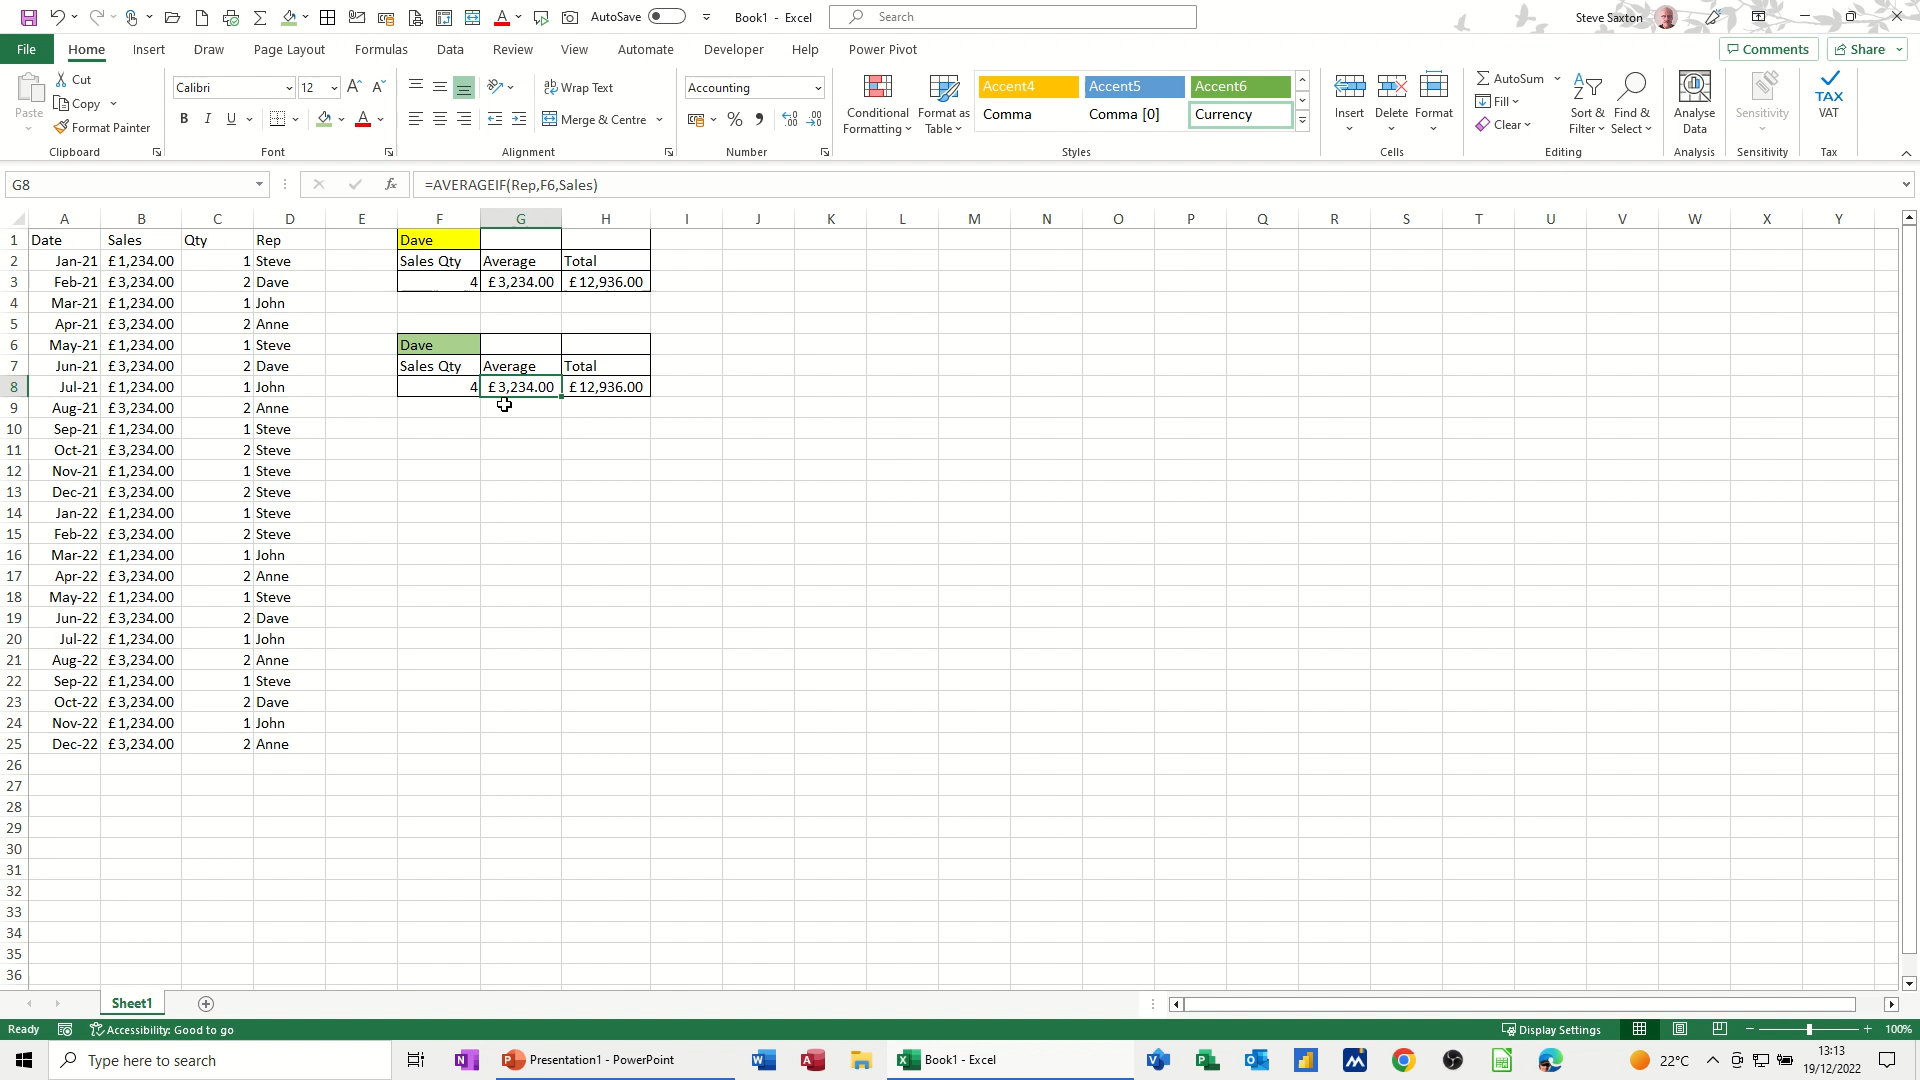 AutoSave
Book1 - Excel
Search
Steve Saxton
File Home Insert Draw Page Layout Formulas Data Review View Automate Developer Help Power Pivot
Comments Share
Paste
Cut
Copy
Format Painter
Clipboard
Calibri 12
B I U
Font
Wrap Text
Merge & Centre
Alignment
Accounting
Number
Conditional Formatting
Format as Table
Accent4 Accent5 Accent6
Comma Comma [0] Currency
Styles
Insert Delete Format
Cells
AutoSum
Fill
Clear
Sort & Filter
Find & Select
Editing
Analyse Data
Analysis
Sensitivity
Sensitivity
TAX
VAT
Tax
G8 fx =AVERAGEIF(Rep,F6,Sales)
A B C D E F G H I J K L M N O P Q R S T U V W X Y
1 Date Sales Qty Rep Dave
2 Jan-21 £1,234.00 1 Steve Sales Qty Average Total
3 Feb-21 £3,234.00 2 Dave 4 £3,234.00 £12,936.00
4 Mar-21 £1,234.00 1 John
5 Apr-21 £3,234.00 2 Anne
6 May-21 £1,234.00 1 Steve Dave
7 Jun-21 £3,234.00 2 Dave Sales Qty Average Total
8 Jul-21 £1,234.00 1 John 4 £3,234.00 £12,936.00
9 Aug-21 £3,234.00 2 Anne
10 Sep-21 £1,234.00 1 Steve
11 Oct-21 £3,234.00 2 Steve
12 Nov-21 £1,234.00 1 Steve
13 Dec-21 £3,234.00 2 Steve
14 Jan-22 £1,234.00 1 Steve
15 Feb-22 £3,234.00 2 Steve
16 Mar-22 £1,234.00 1 John
17 Apr-22 £3,234.00 2 Anne
18 May-22 £1,234.00 1 Steve
19 Jun-22 £3,234.00 2 Dave
20 Jul-22 £1,234.00 1 John
21 Aug-22 £3,234.00 2 Anne
22 Sep-22 £1,234.00 1 Steve
23 Oct-22 £3,234.00 2 Dave
24 Nov-22 £1,234.00 1 John
25 Dec-22 £3,234.00 2 Anne
26
27
28
29
30
31
32
33
34
35
36
Sheet1
Ready Accessibility: Good to go Display Settings 100%
Type here to search Presentation1 - PowerPoint Book1 - Excel 22°C 13:13
19/12/2022